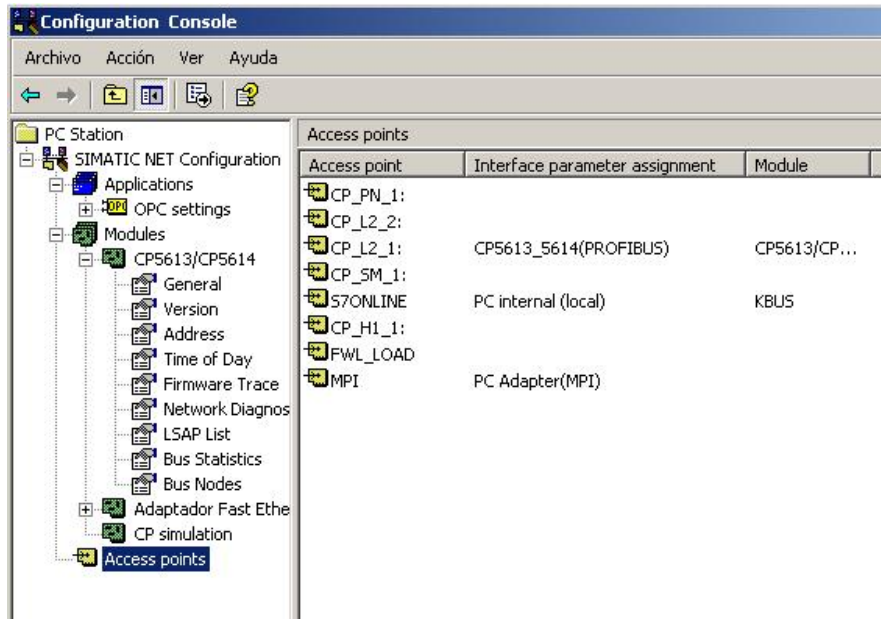 Configuration Console
Archivo Acción Ver Ayuda
PC Station
SIMATIC NET Configuration
Applications
OPC OPC settings
Modules
CP5613/CP5614
General
Version
Address
Time of Day
Firmware Trace
Network Diagnos
LSAP List
Bus Statistics
Bus Nodes
Adaptador Fast Ethe
CP simulation
Access points
Access points
Access point Interface parameter assignment Module
CP_PN_1:
CP_L2_2:
CP_L2_1: CP5613_5614(PROFIBUS) CP5613/CP...
CP_SM_1:
S7ONLINE PC internal (local) KBUS
CP_H1_1:
FWL_LOAD
MPI PC Adapter(MPI)